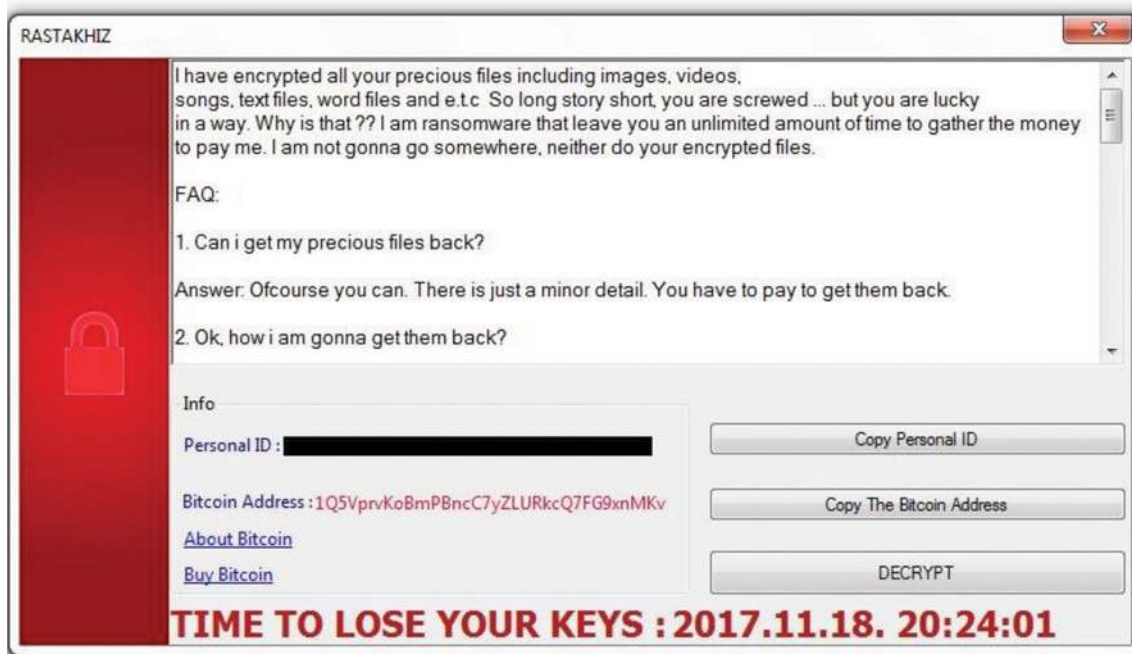 RASTAKHIZ
I have encrypted all your precious files including images, videos,
songs, text files, word files and e.t.c So long story short, you are screwed ... but you are lucky
in a way. Why is that ?? I am ransomware that leave you an unlimited amount of time to gather the money
to pay me. I am not gonna go somewhere, neither do your encrypted files.
FAQ:
1. Can i get my precious files back?
Answer: Ofcourse you can. There is just a minor detail. You have to pay to get them back.
2. Ok, how i am gonna get them back?
Info
Personal ID :
Copy Personal ID
Bitcoin Address : 1Q5VprvKoBmPBncC7yZLURkcQ7FG9xnMKv
Copy The Bitcoin Address
About Bitcoin
Buy Bitcoin
DECRYPT
TIME TO LOSE YOUR KEYS : 2017.11.18. 20:24:01